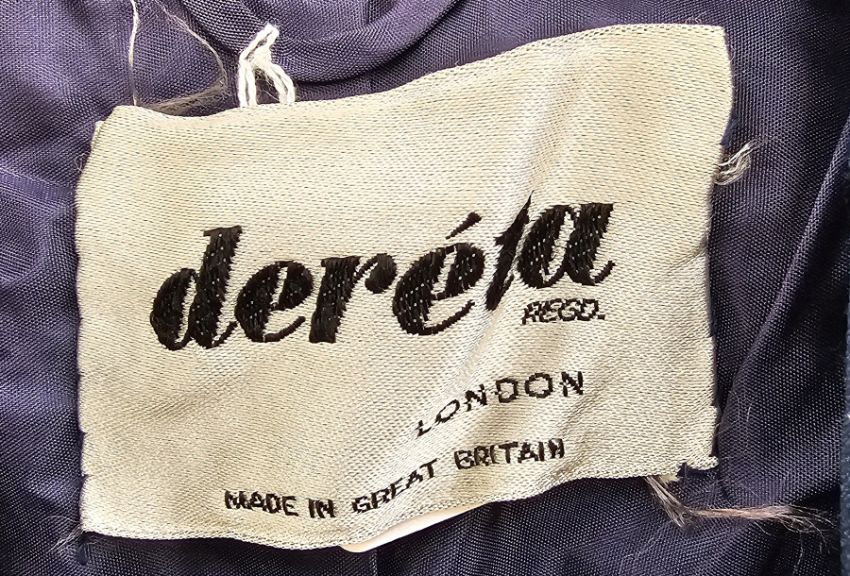 deréta
REGD.
LONDON
MADE IN GREAT BRITAIN